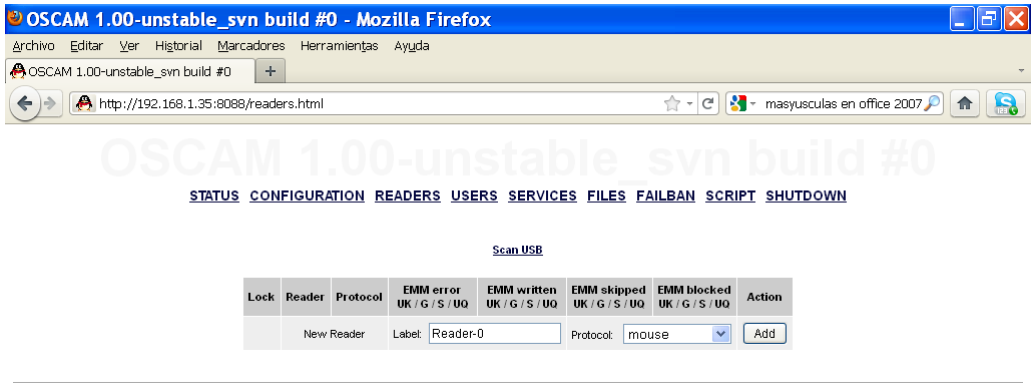 OSCAM 1.00-unstable_svn build #0 - Mozilla Firefox
Archivo Editar Ver Historial Marcadores Herramientas Ayuda
OSCAM 1.00-unstable_svn build #0 +
http://192.168.1.35:8088/readers.html masyusculas en office 2007
OSCAM 1.00-unstable_svn build #0
STATUS CONFIGURATION READERS USERS SERVICES FILES FAILBAN SCRIPT SHUTDOWN
Scan USB
Lock Reader Protocol EMM error UK / G / S / UQ EMM written UK / G / S / UQ EMM skipped UK / G / S / UQ EMM blocked UK / G / S / UQ Action
New Reader Label: Reader-0 Protocol: mouse Add